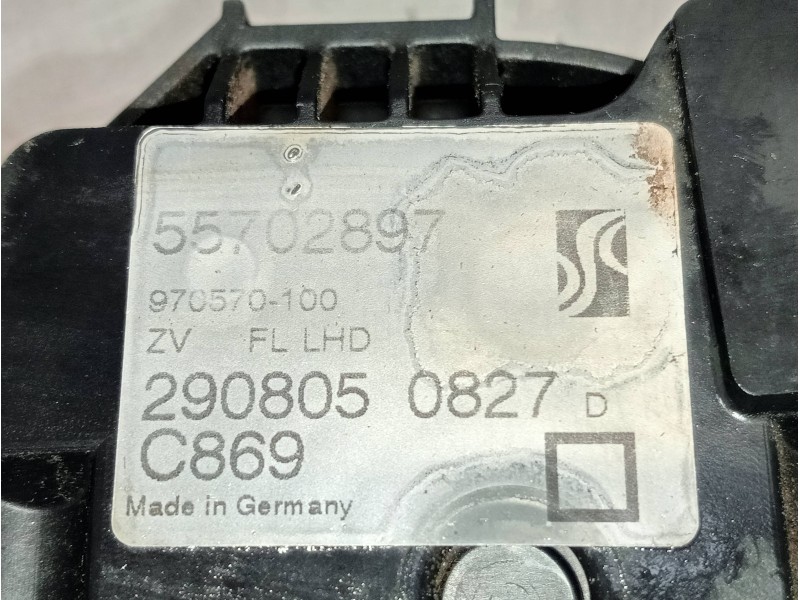 55702897
970570-100
ZV FL LHD
290805 0827 D
C869
Made in Germany